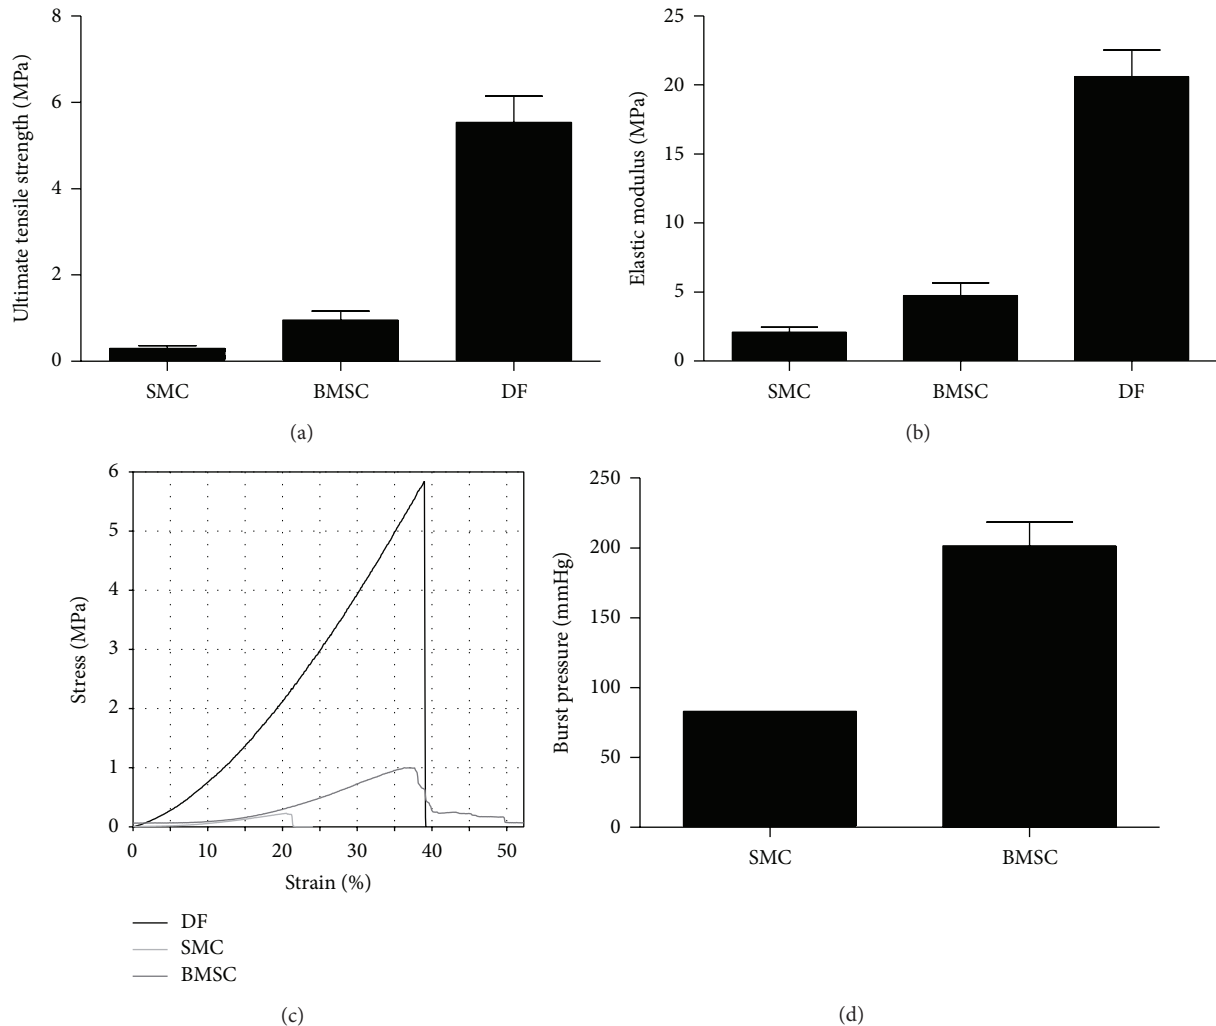 8
6
4
2
0
Ultimate tensile strength (MPa)
SMC
BMSC
DF
(a)
25
20
15
10
5
0
Elastic modulus (MPa)
SMC
BMSC
DF
(b)
6
5
4
3
2
1
0
Stress (MPa)
0
10
20
30
40
50
Strain (%)
DF
SMC
BMSC
(c)
250
200
150
100
50
0
Burst pressure (mmHg)
SMC
BMSC
(d)